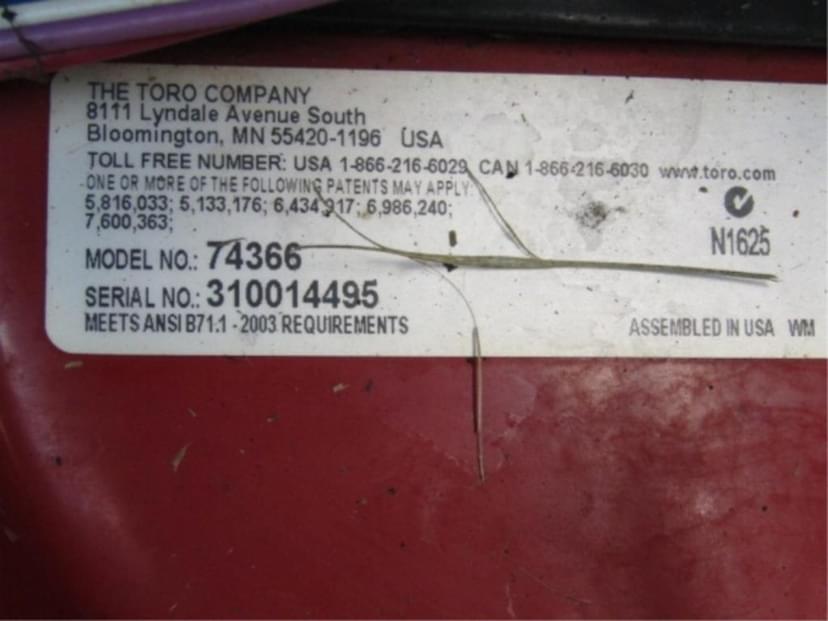 THE TORO COMPANY
8111 Lyndale Avenue South
Bloomington, MN 55420-1196 USA
TOLL FREE NUMBER: USA 1-866-216-6029 CAN 1-866-216-6030 www.toro.com
ONE OR MORE OF THE FOLLOWING PATENTS MAY APPLY:
5,816,033; 5,133,176; 6,434,917; 6,986,240;
7,600,363;
N1625
MODEL NO.: 74366
SERIAL NO.: 310014495
MEETS ANSI B71.1 - 2003 REQUIREMENTS ASSEMBLED IN USA WM